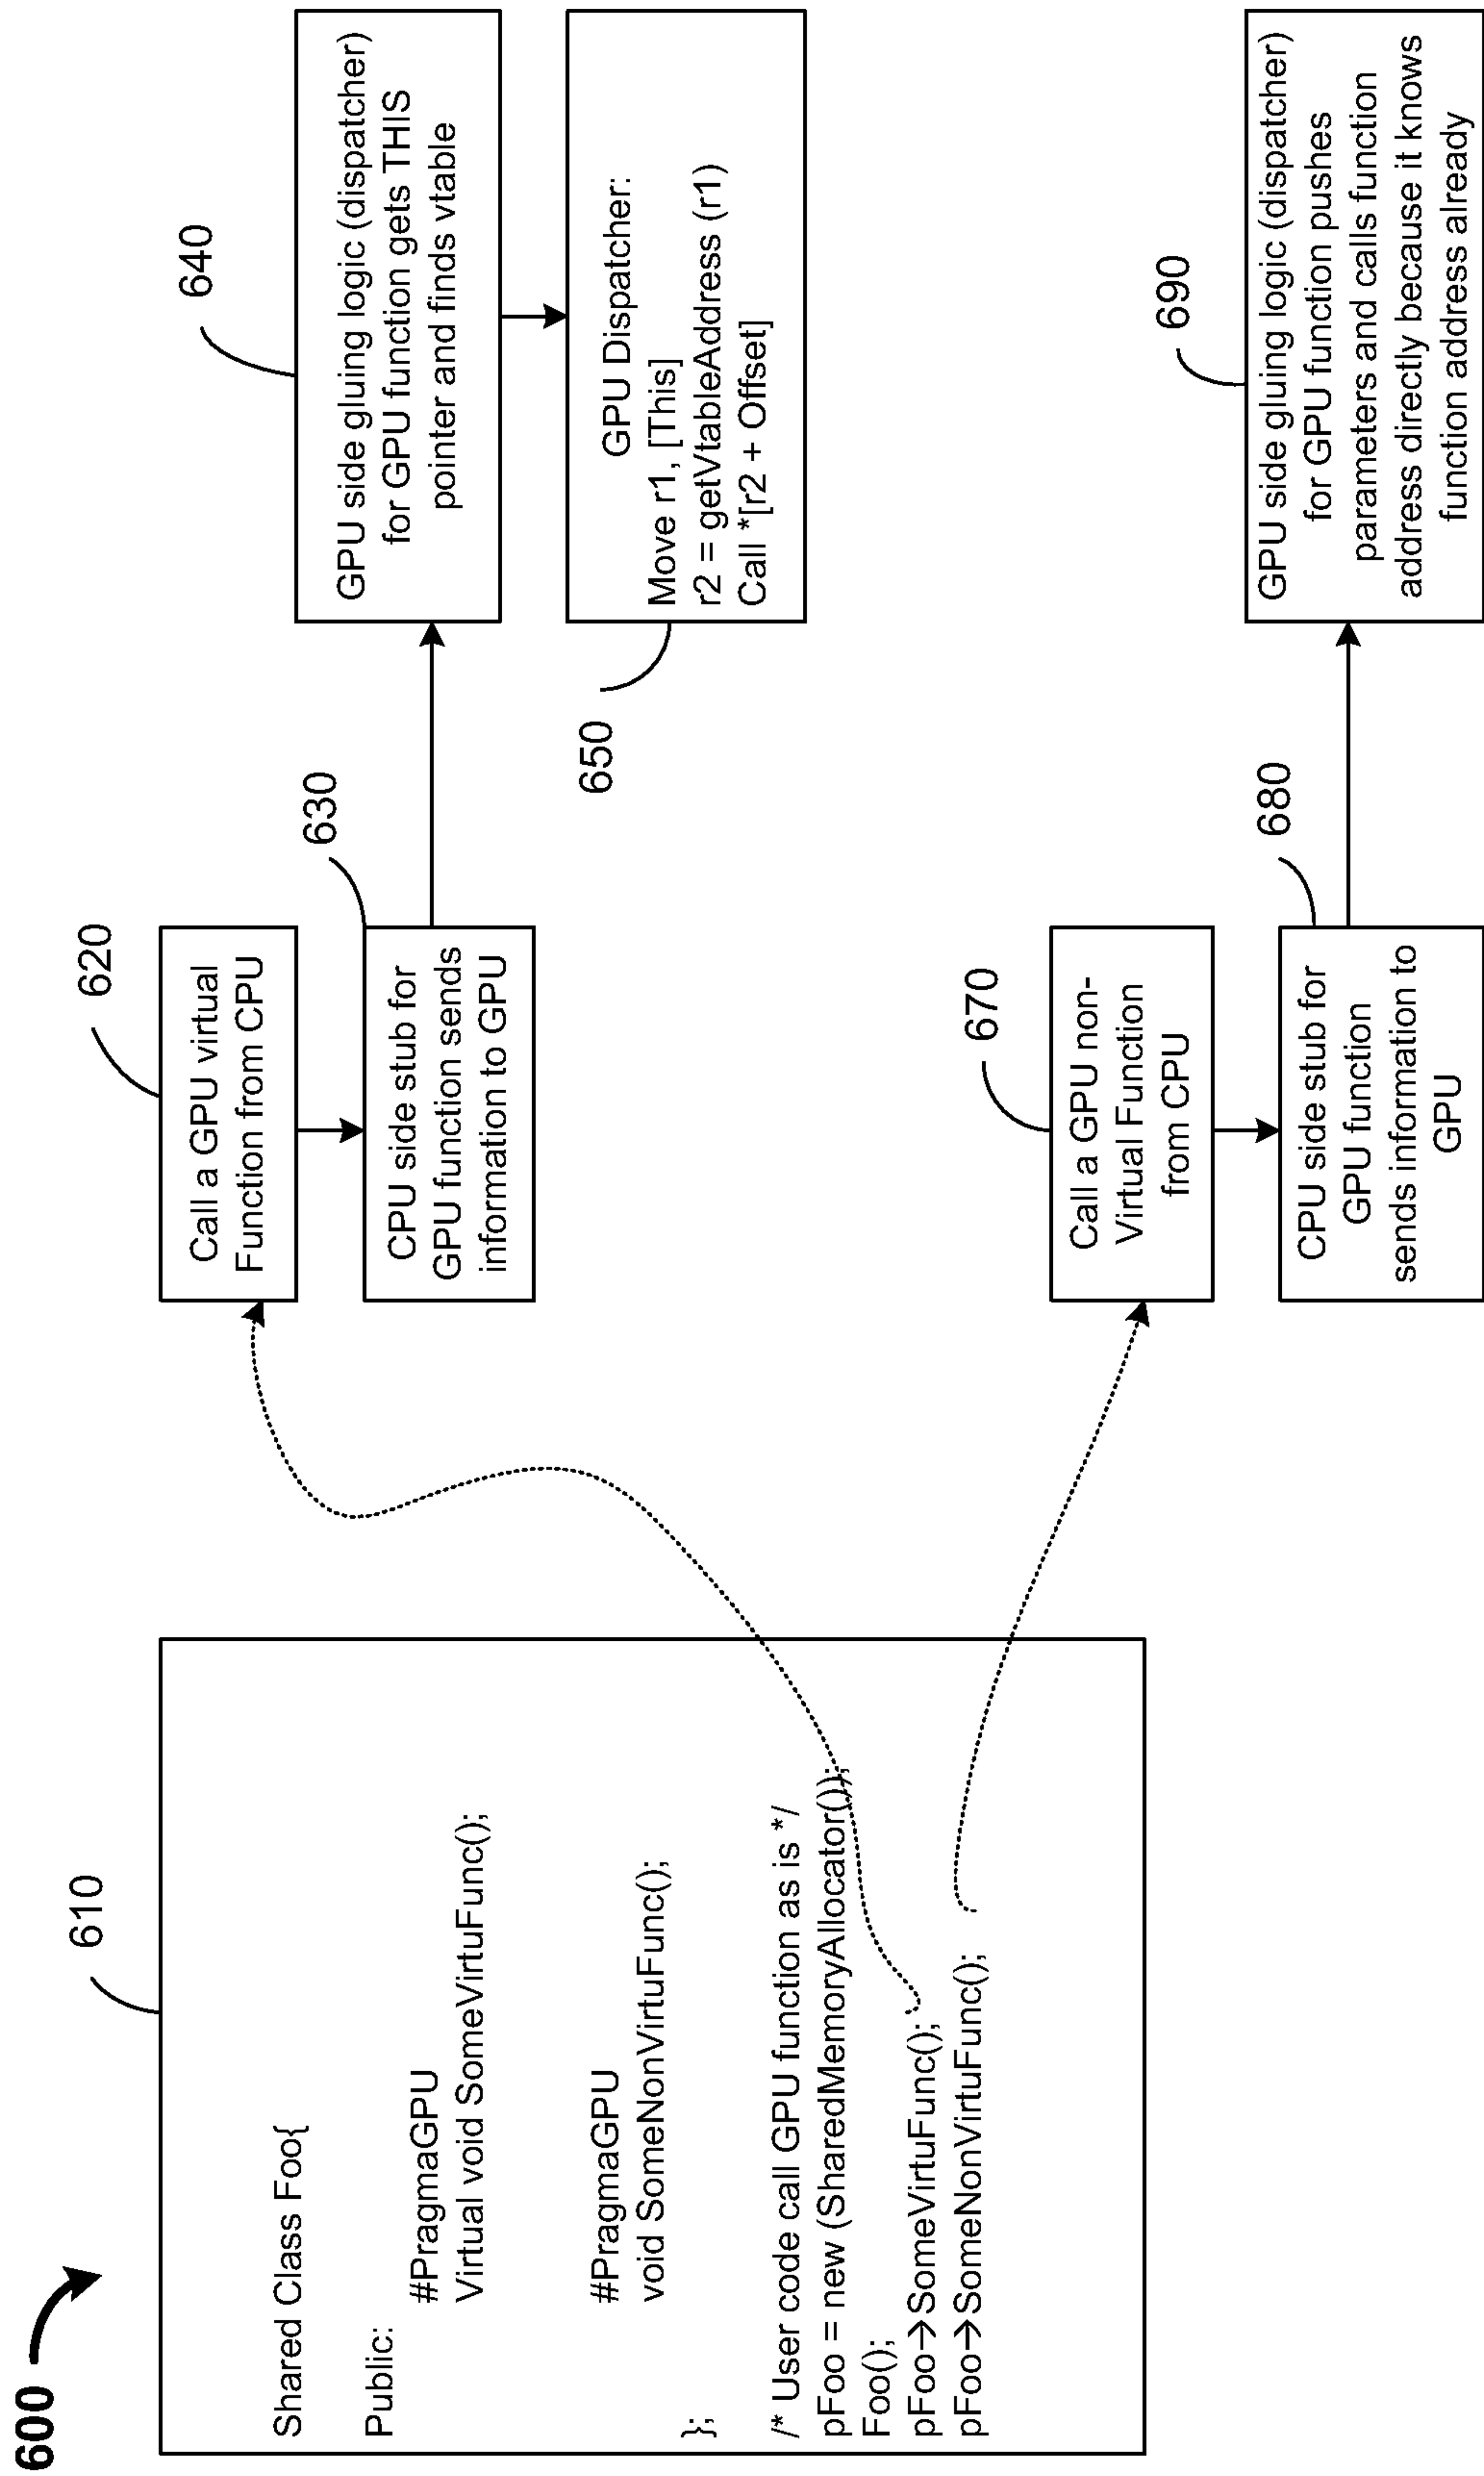 600
610
Shared Class Foo{
Public:
#PragmaGPU
Virtual void SomeVirtuFunc();
#PragmaGPU
void SomeNonVirtuFunc();
};
/* User code call GPU function as is */
pFoo = new (SharedMemoryAllocator());
Foo();
pFoo→SomeVirtuFunc();
pFoo→SomeNonVirtuFunc();
620
Call a GPU virtual
Function from CPU
630
CPU side stub for
GPU function sends
information to GPU
640
GPU side gluing logic (dispatcher)
for GPU function gets THIS
pointer and finds vtable
650
GPU Dispatcher:
Move r1, [This]
r2 = getVtableAddress (r1)
Call *[r2 + Offset]
670
Call a GPU non-
Virtual Function
from CPU
680
CPU side stub for
GPU function
sends information to
GPU
690
GPU side gluing logic (dispatcher)
for GPU function pushes
parameters and calls function
address directly because it knows
function address already